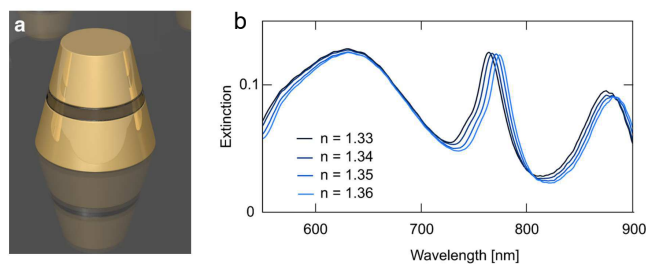 a
b
Extinction
0.1
0
n = 1.33
n = 1.34
n = 1.35
n = 1.36
600
700
800
900
Wavelength [nm]